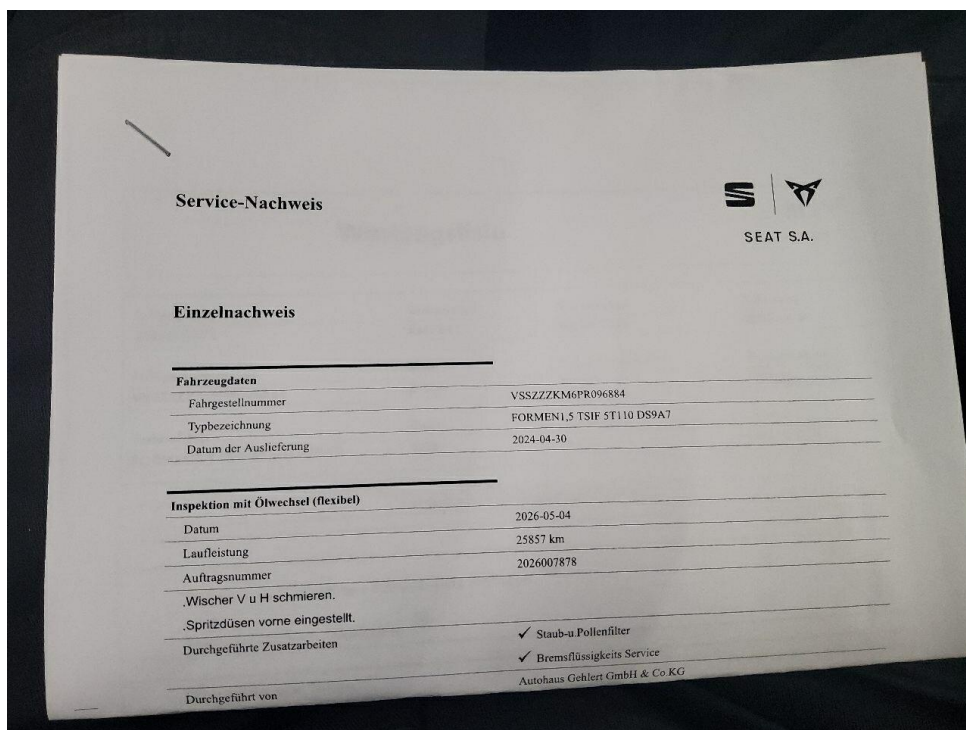 Service-Nachweis
SEAT S.A.
Einzelnachweis
Fahrzeugdaten
Fahrgestellnummer VSSZZZKM6PR096884
Typbezeichnung FORMEN1,5 TSIF 5T110 DS9A7
Datum der Auslieferung 2024-04-30
Inspektion mit Ölwechsel (flexibel)
Datum 2026-05-04
Laufleistung 25857 km
Auftragsnummer 2026007878
.Wischer V u H schmieren.
.Spritzdüsen vorne eingestellt.
Durchgeführte Zusatzarbeiten ✓ Staub-u.Pollenfilter
✓ Bremsflüssigkeits Service
Durchgeführt von Autohaus Gehlert GmbH & Co.KG